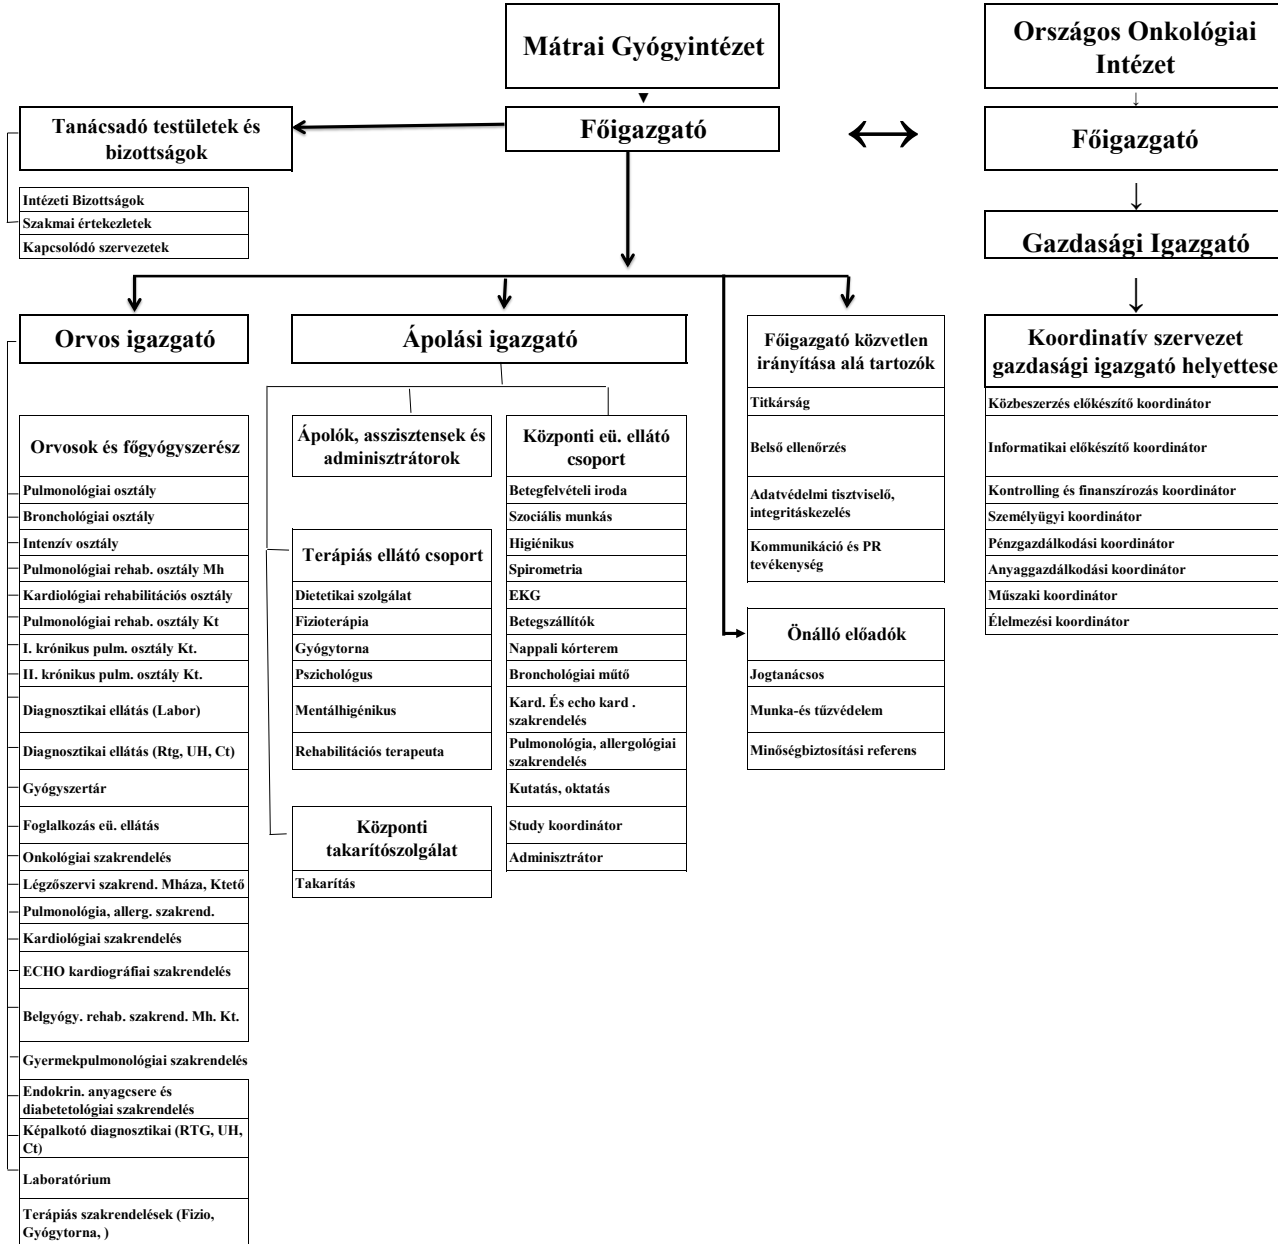 Mátrai Gyógyintézet
Országos Onkológiai
Intézet
Tanácsadó testületek és
bizottságok
Főigazgató
Főigazgató
Intézeti Bizottságok
Szakmai értekezletek
Kapcsolódó szervezetek
Gazdasági Igazgató
Orvos igazgató
Ápolási igazgató
Főigazgató közvetlen
irányítása alá tartozók
Titkárság
Belső ellenőrzés
Adatvédelmi tisztviselő,
integritáskezelés
Kommunikáció és PR
tevékenység
Koordinatív szervezet
gazdasági igazgató helyettese
Közbeszerzés előkészítő koordinátor
Informatikai előkészítő koordinátor
Kontrolling és finanszírozás koordinátor
Személyügyi koordinátor
Pénzgazdálkodási koordinátor
Anyaggazdálkodási koordinátor
Műszaki koordinátor
Élelmezési koordinátor
Orvosok és főgyógyszerész
Pulmonológiai osztály
Bronchológiai osztály
Intenzív osztály
Pulmonológiai rehab. osztály Mh
Kardiológiai rehabilitációs osztály
Pulmonológiai rehab. osztály Kt
I. krónikus pulm. osztály Kt.
II. krónikus pulm. osztály Kt.
Diagnosztikai ellátás (Labor)
Diagnosztikai ellátás (Rtg, UH, Ct)
Gyógyszertár
Foglalkozás eü. ellátás
Onkológiai szakrendelés
Légzőszervi szakrend. Mháza, Ktető
Pulmonológia, allerg. szakrend.
Kardiológiai szakrendelés
ECHO kardiográfiai szakrendelés
Belgyógy. rehab. szakrend. Mh. Kt.
Gyermekpulmonológiai szakrendelés
Endokrin. anyagcsere és
diabetetológiai szakrendelés
Képalkotó diagnosztikai (RTG, UH,
Ct)
Laboratórium
Terápiás szakrendelések (Fizio,
Gyógytorna, )
Ápolók, asszisztensek és
adminisztrátorok
Terápiás ellátó csoport
Dietetikai szolgálat
Fizioterápia
Gyógytorna
Pszichológus
Mentálhigénikus
Rehabilitációs terapeuta
Központi
takarítószolgálat
Takarítás
Központi eü. ellátó
csoport
Betegfelvételi iroda
Szociális munkás
Higiénikus
Spirometria
EKG
Betegszállítók
Nappali kórterem
Bronchológiai műtő
Kard. És echo kard .
szakrendelés
Pulmonológia, allergológiai
szakrendelés
Kutatás, oktatás
Study koordinátor
Adminisztrátor
Önálló előadók
Jogtanácsos
Munka-és tűzvédelem
Minőségbiztosítási referens